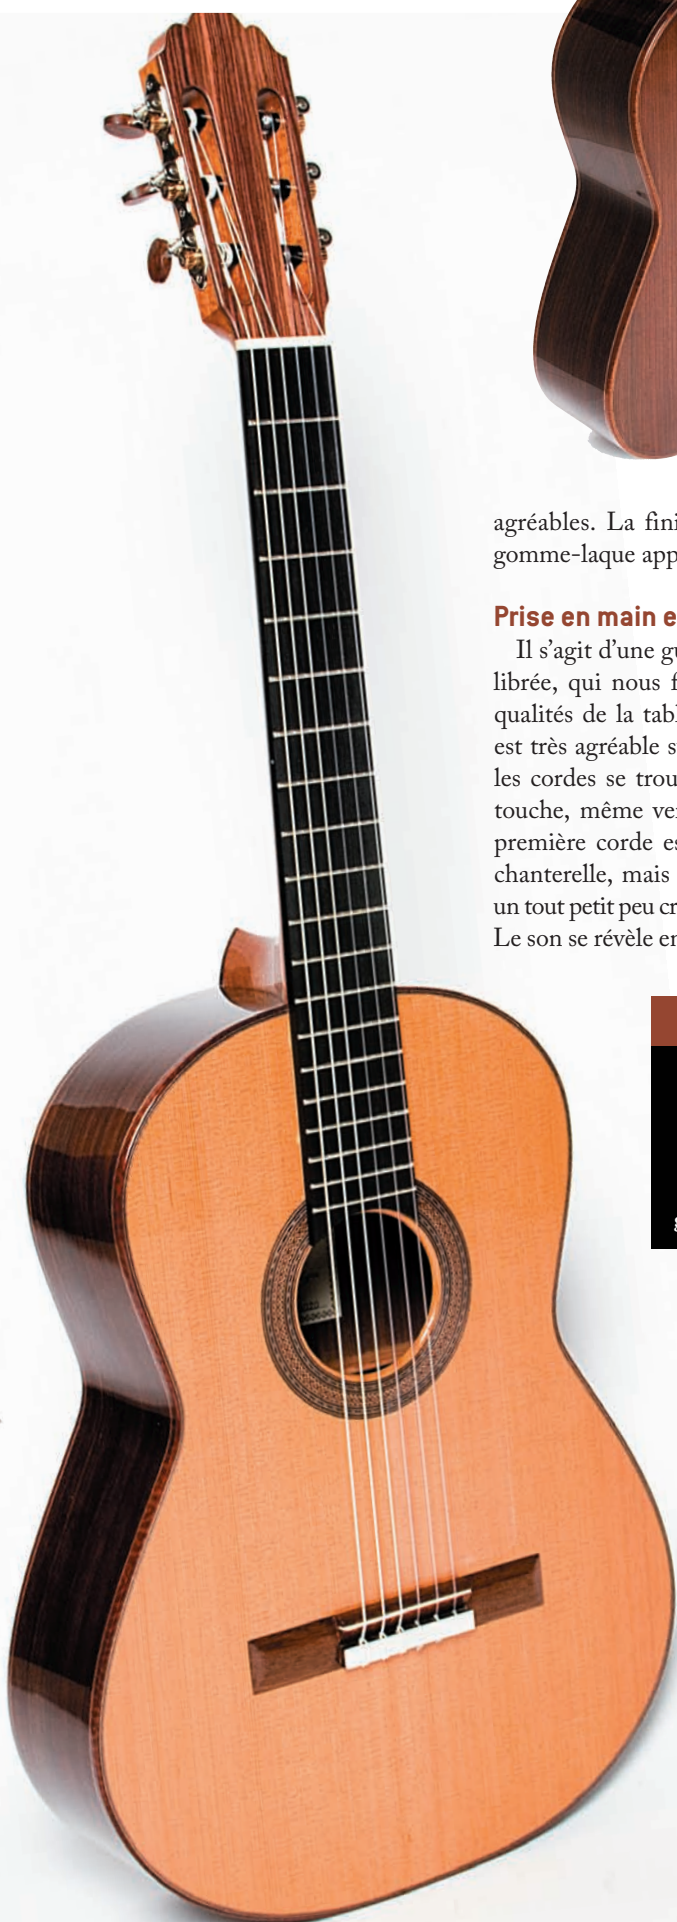 agréables. La fini
gomme-laque app
Prise en main e
Il s’agit d’une gu
librée, qui nous f
qualités de la tabl
est très agréable s
les cordes se trou
touche, même ve
première corde es
chanterelle, mais
un tout petit peu cr
Le son se révèle en